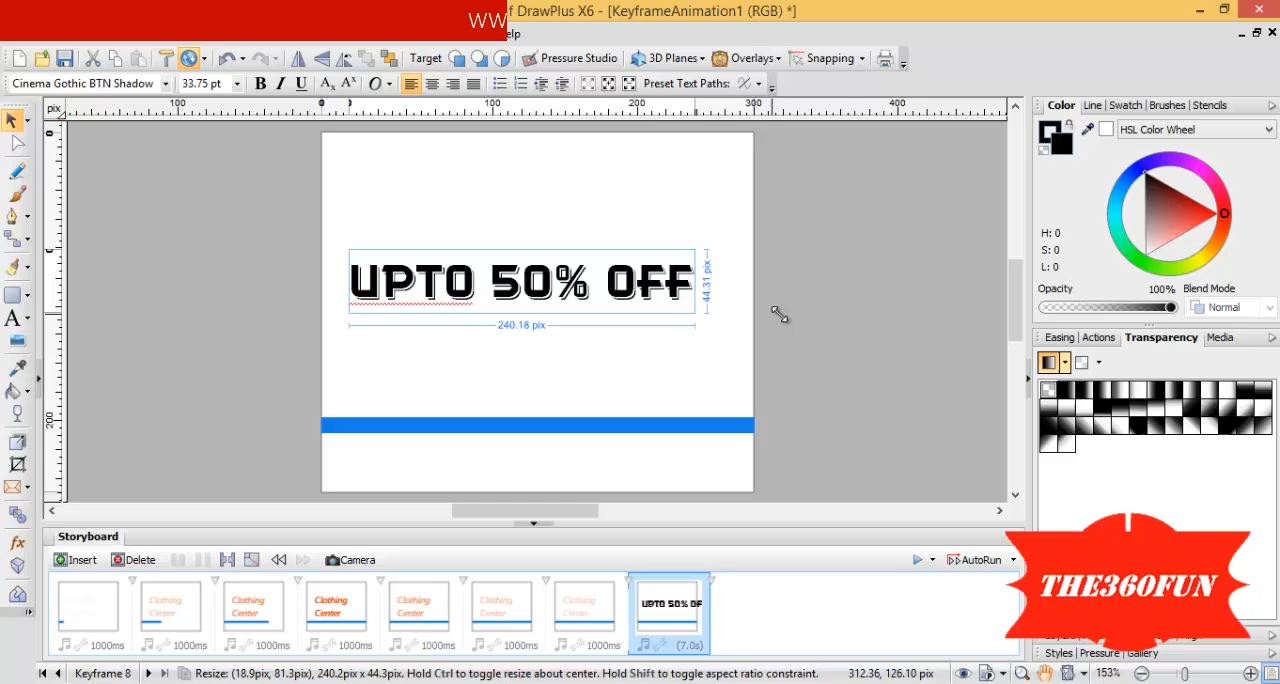 WW
f DrawPlus X6 - [KeyframeAnimation1 (RGB) *]
elp
Target Pressure Studio 3D Planes Overlays Snapping
Cinema Gothic BTN Shadow 33.75 pt B I U Preset Text Paths:
pix 100 0 100 200 300 400
Color Line Swatch Brushes Stencils
HSL Color Wheel
H: 0
S: 0
L: 0
Opacity 100% Blend Mode
Normal
UPTO 50% OFF
44.31 pix
240.18 pix
200
Easing Actions Transparency Media
Storyboard
Insert Delete Camera AutoRun
Clothing Clothing Clothing Clothing Clothing Clothing UPTO 50% OF
Center Center Center Center Center Center
1000ms 1000ms 1000ms 1000ms 1000ms 1000ms 1000ms (7.0s)
THE360FUN
Styles Pressure Gallery
Keyframe 8 Resize: (18.9pix, 81.3pix), 240.2pix x 44.3pix. Hold Ctrl to toggle resize about center. Hold Shift to toggle aspect ratio constraint. 312.36, 126.10 pix 153%